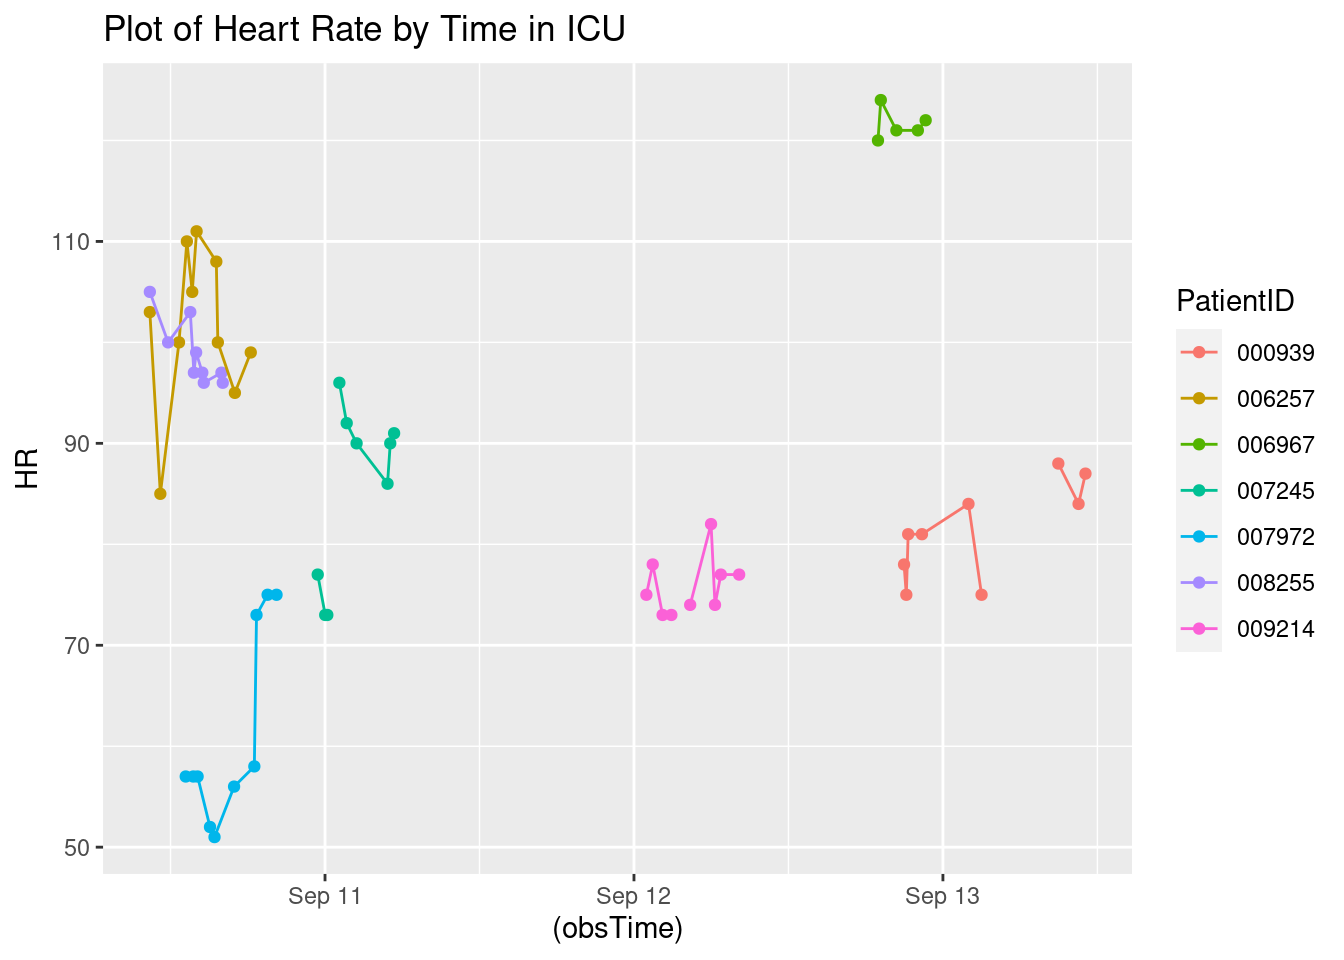 Plot of Heart Rate by Time in ICU
HR
110
90
70
50
Sep 11
Sep 12
Sep 13
(obsTime)
PatientID
000939
006257
006967
007245
007972
008255
009214